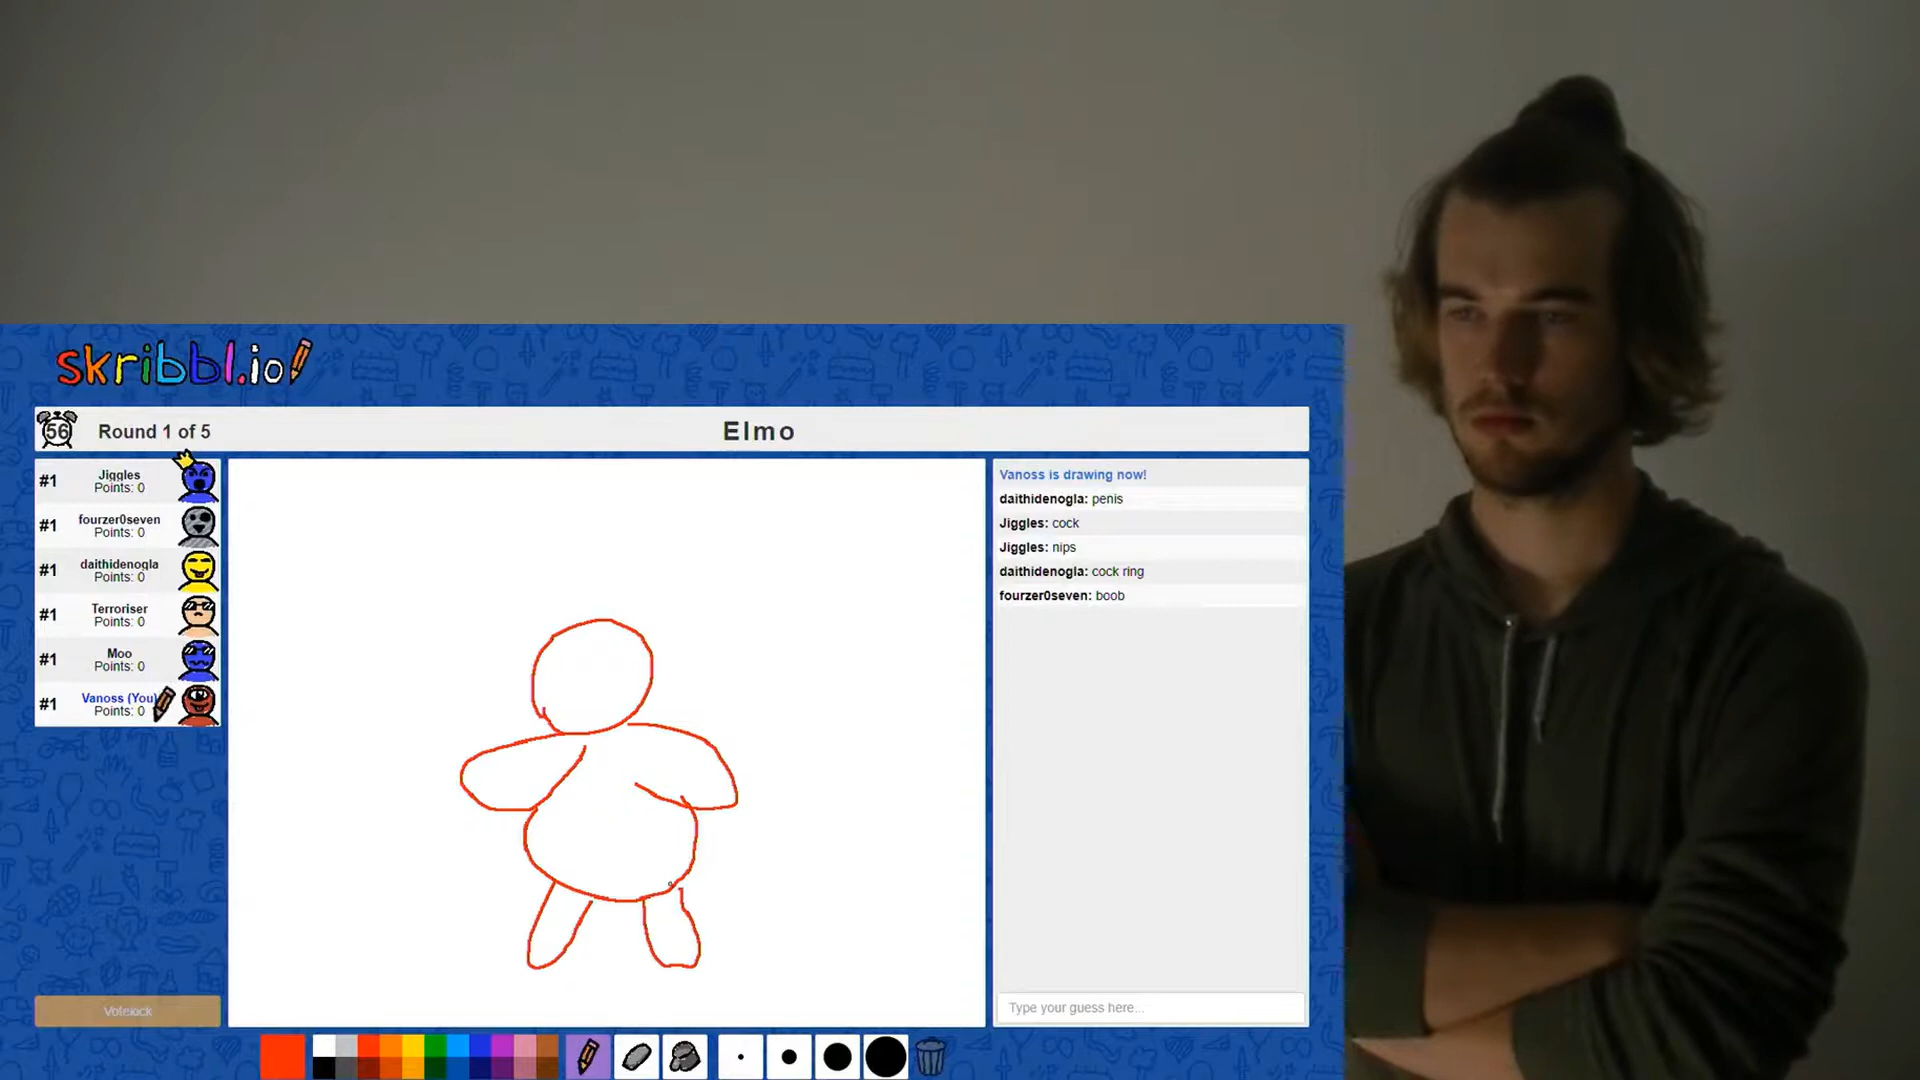 skribbl.io
56
Round 1 of 5
Elmo
#1
Jiggles
Points: 0
#1
fourzer0seven
Points: 0
#1
daithidenogla
Points: 0
#1
Terroriser
Points: 0
#1
Moo
Points: 0
#1
Vanoss (You)
Points: 0
Votekick
Vanoss is drawing now!
daithidenogla: penis
Jiggles: cock
Jiggles: nips
daithidenogla: cock ring
fourzer0seven: boob
Type your guess here...